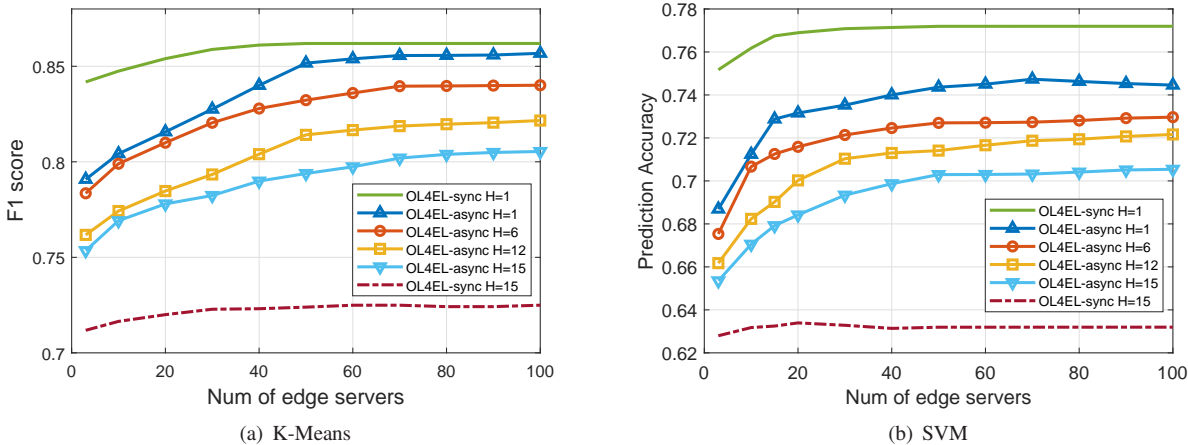 0.85
0.8
0.75
0.7
F1 score
0 20 40 60 80 100
Num of edge servers
OL4EL-sync H=1
OL4EL-async H=1
OL4EL-async H=6
OL4EL-async H=12
OL4EL-async H=15
OL4EL-sync H=15
(a) K-Means
0.78
0.76
0.74
0.72
0.7
0.68
0.66
0.64
0.62
Prediction Accuracy
0 20 40 60 80 100
Num of edge servers
OL4EL-sync H=1
OL4EL-async H=1
OL4EL-async H=6
OL4EL-async H=12
OL4EL-async H=15
OL4EL-sync H=15
(b) SVM